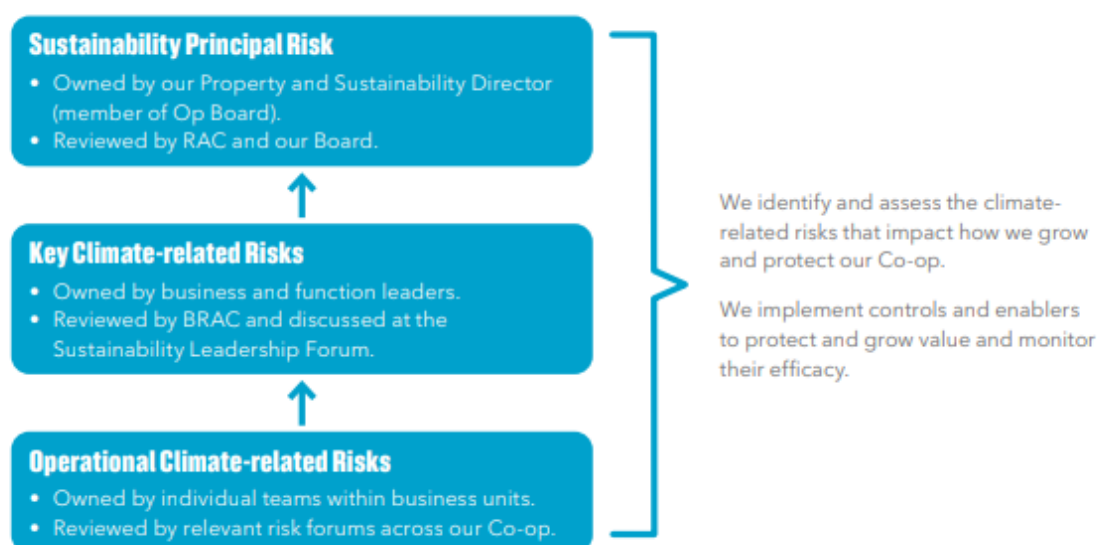 Sustainability Principal Risk
• Owned by our Property and Sustainability Director
(member of Op Board).
• Reviewed by RAC and our Board.
Key Climate-related Risks
• Owned by business and function leaders.
• Reviewed by BRAC and discussed at the
Sustainability Leadership Forum.
Operational Climate-related Risks
• Owned by individual teams within business units.
• Reviewed by relevant risk forums across our Co-op.
We identify and assess the climate-
related risks that impact how we grow
and protect our Co-op.
We implement controls and enablers
to protect and grow value and monitor
their efficacy.